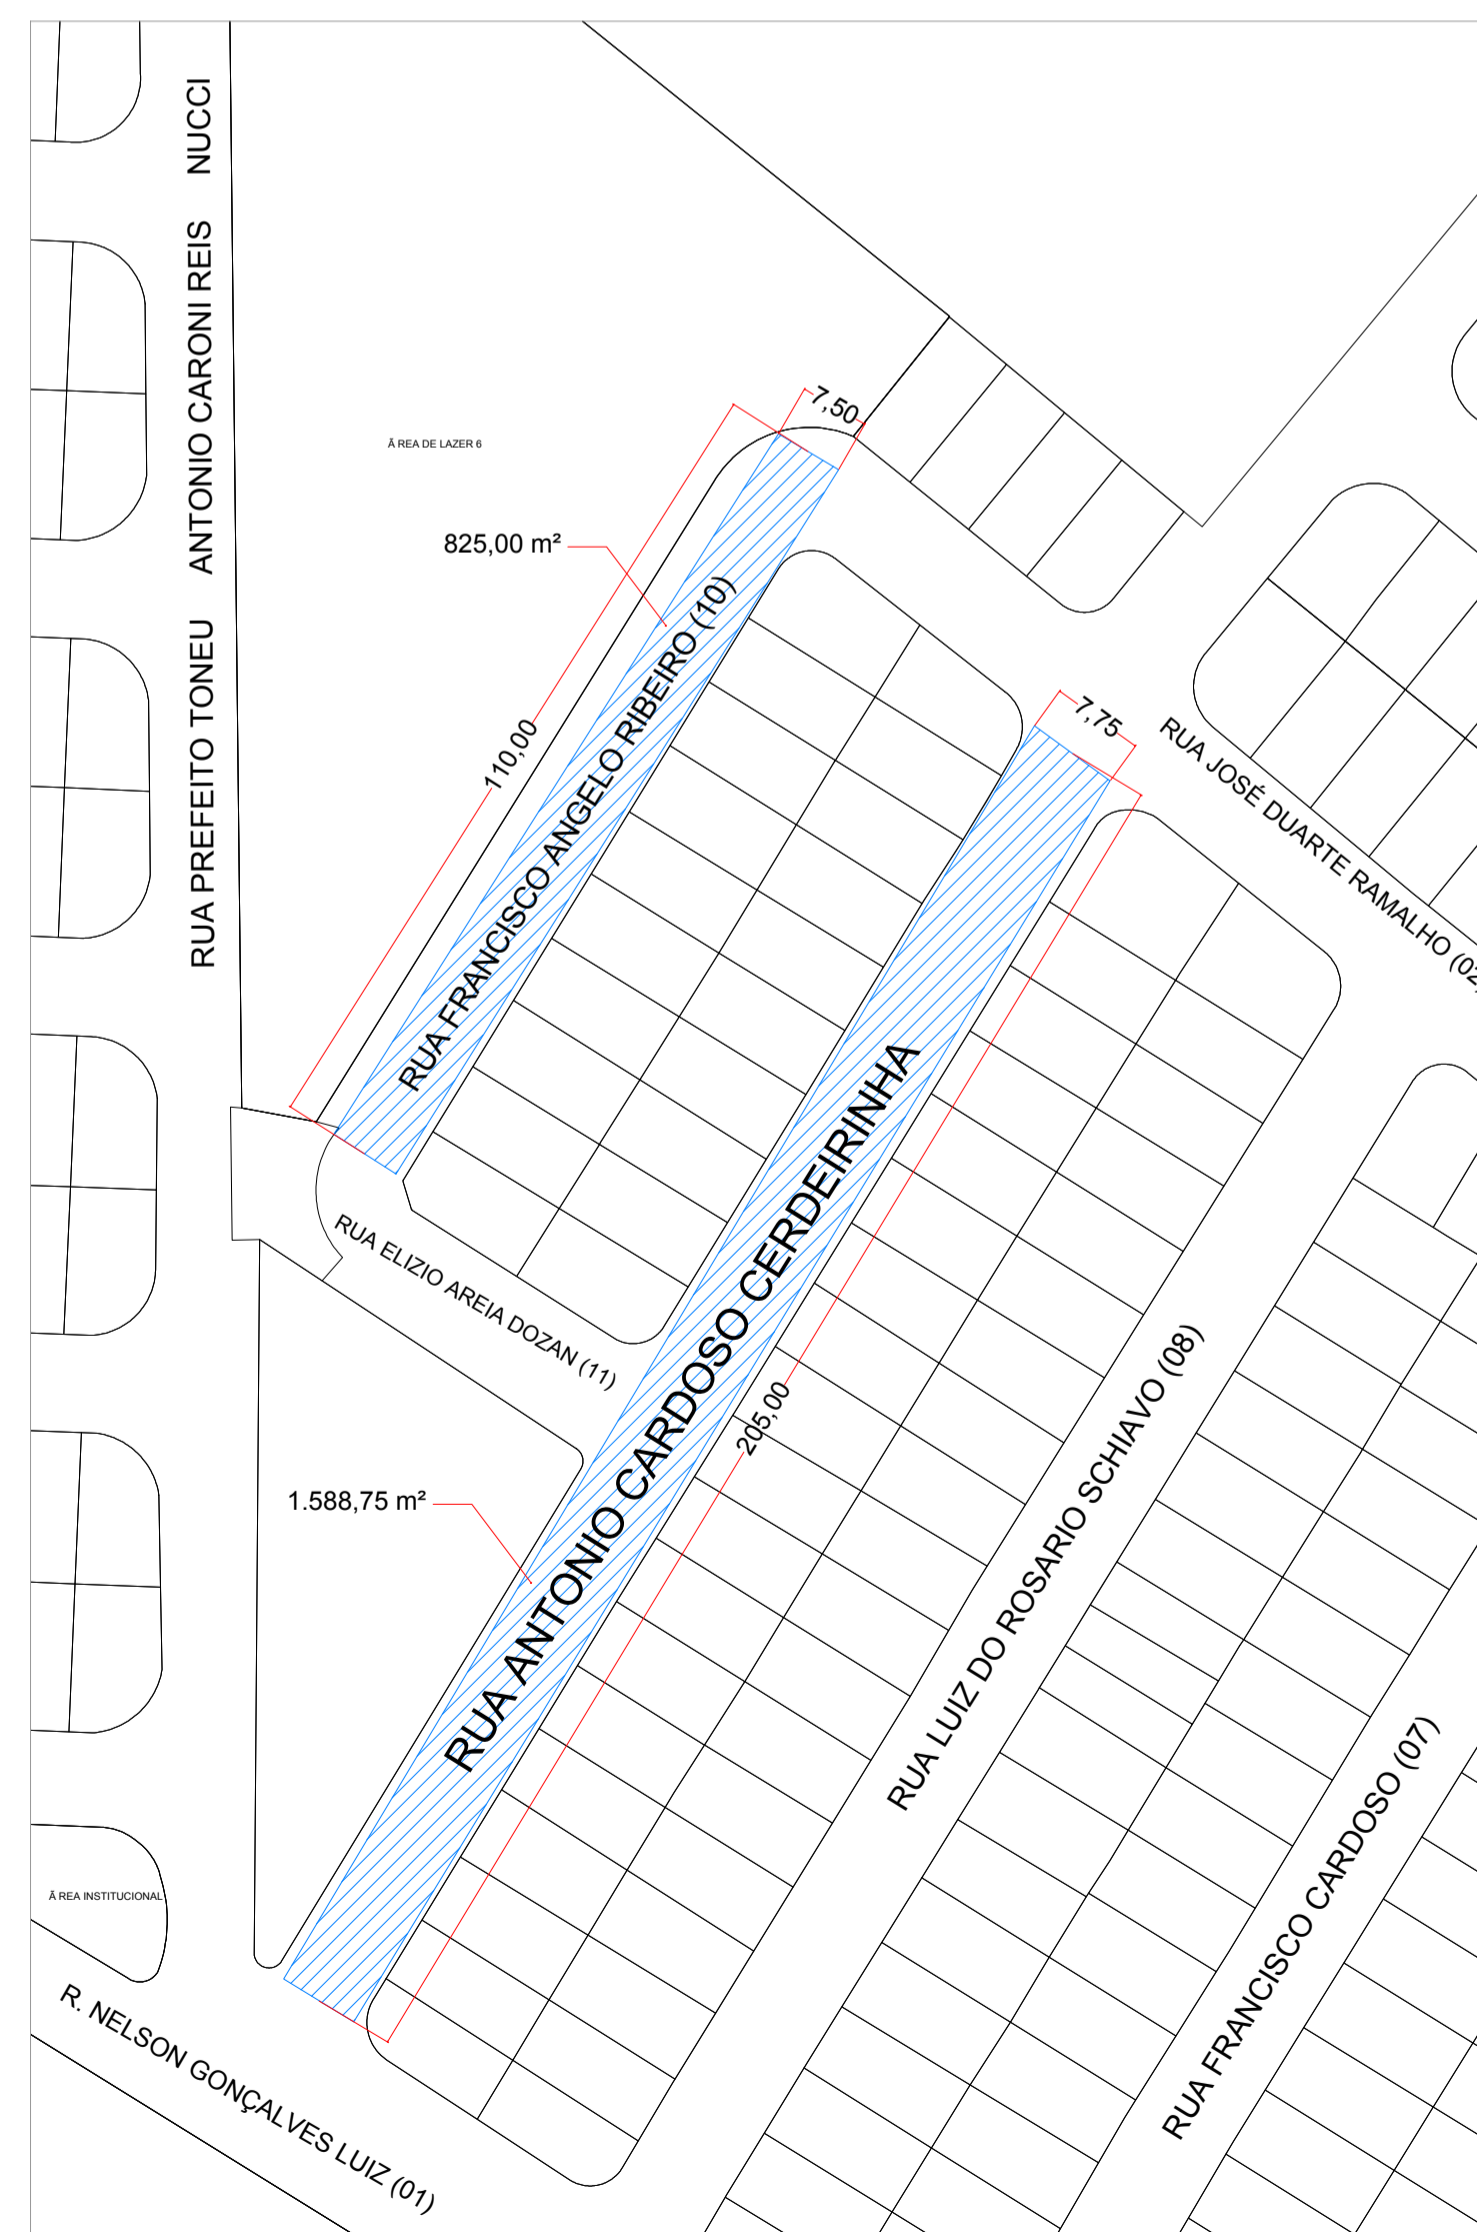 RUA PREFEITO TONEU ANTONIO CARONI REIS NUCCI
Ã REA DE LAZER 6
7,50
825,00 m²
110,00
RUA FRANCISCO ANGELO RIBEIRO (10)
7,75
RUA JOSÉ DUARTE RAMALHO (02)
RUA ELIZIO AREIA DOZAN (11)
RUA ANTONIO CARDOSO CERDEIRINHA
205,00
1.588,75 m²
RUA LUIZ DO ROSARIO SCHIAVO (08)
RUA FRANCISCO CARDOSO (07)
Ã REA INSTITUCIONAL
R. NELSON GONÇALVES LUIZ (01)